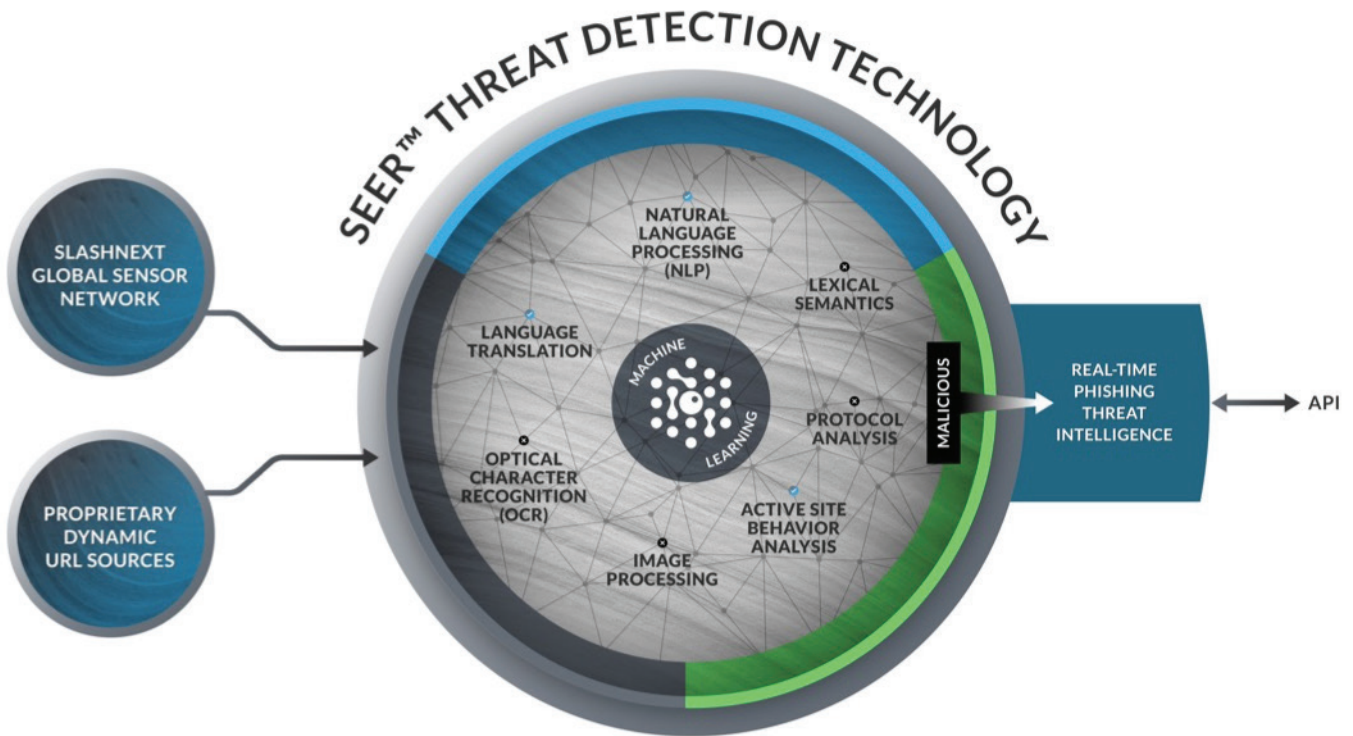 SEER™ THREAT DETECTION TECHNOLOGY
SLASHNEXT
GLOBAL SENSOR
NETWORK
PROPRIETARY
DYNAMIC
URL SOURCES
NATURAL
LANGUAGE
PROCESSING
(NLP)
LEXICAL
SEMANTICS
LANGUAGE
TRANSLATION
MACHINE
LEARNING
PROTOCOL
ANALYSIS
OPTICAL
CHARACTER
RECOGNITION
(OCR)
ACTIVE SITE
BEHAVIOR
ANALYSIS
IMAGE
PROCESSING
MALICIOUS
REAL-TIME
PHISHING
THREAT
INTELLIGENCE
API